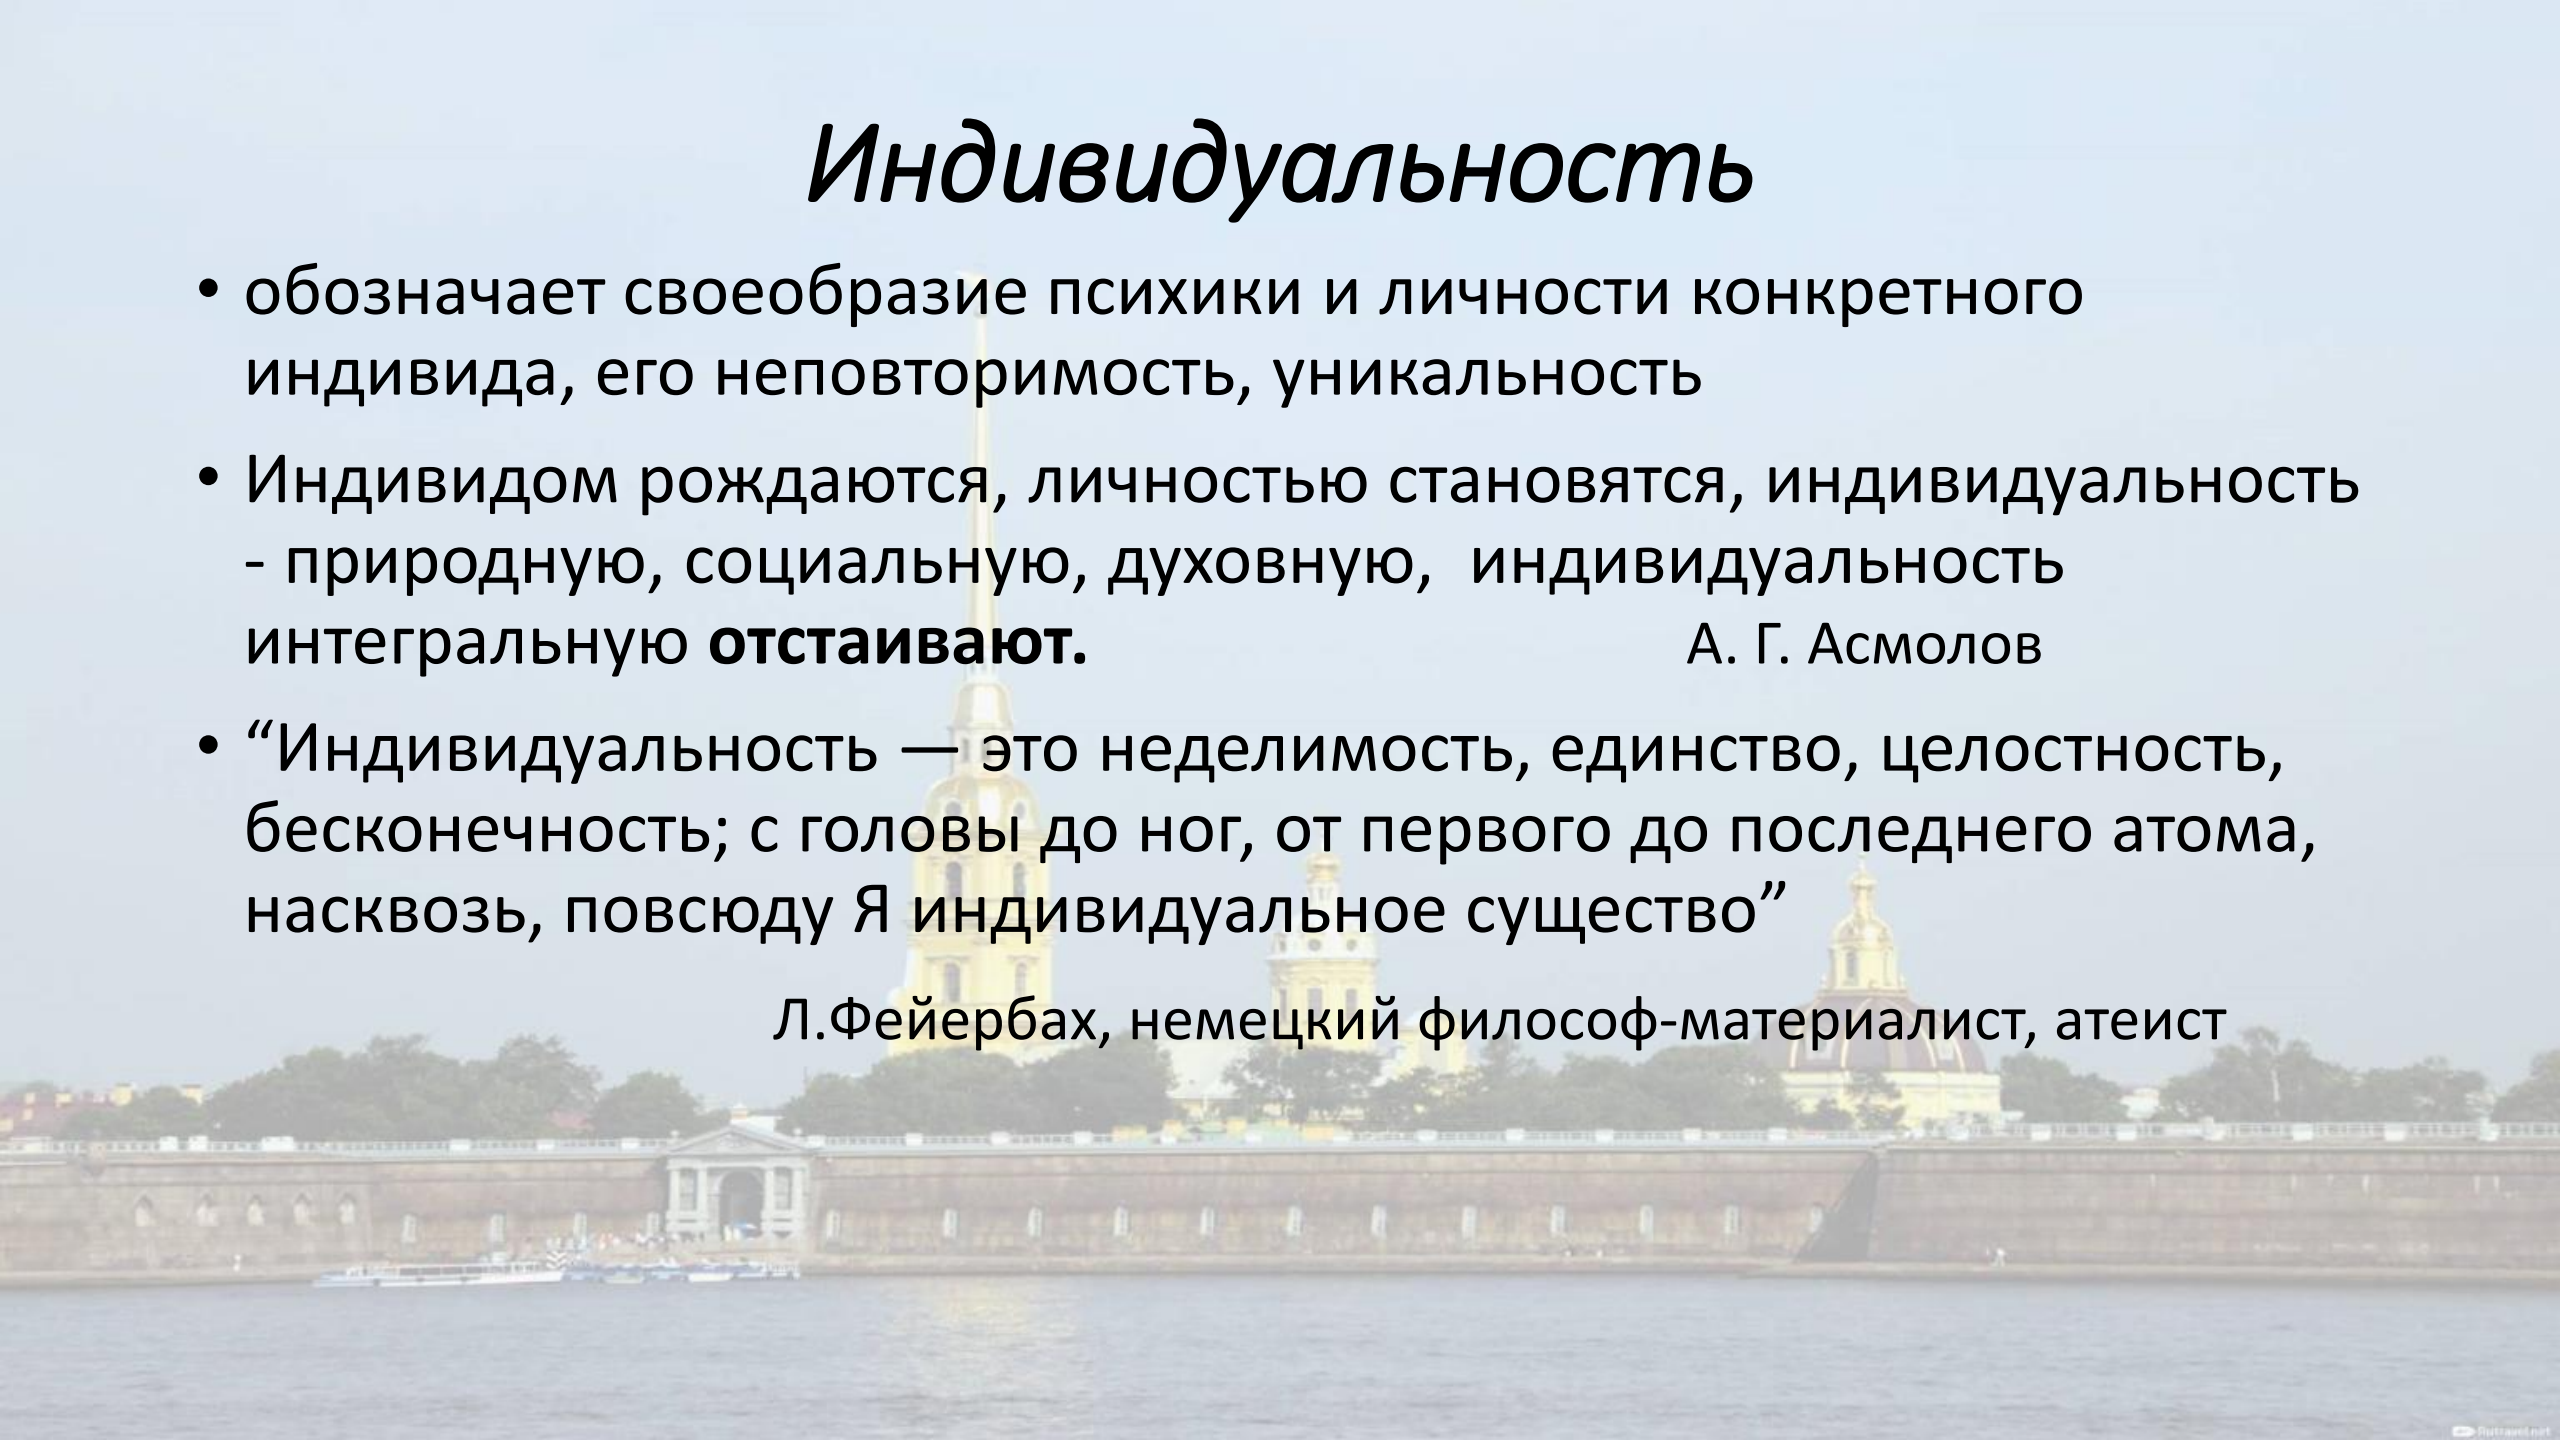 Индивидуальность
• обозначает своеобразие психики и личности конкретного
индивида, его неповторимость, уникальность
• Индивидом рождаются, личностью становятся, индивидуальность
- природную, социальную, духовную,  индивидуальность
интегральную отстаивают. А. Г. Асмолов
• “Индивидуальность — это неделимость, единство, целостность,
бесконечность; с головы до ног, от первого до последнего атома,
насквозь, повсюду Я индивидуальное существо”
Л.Фейербах, немецкий философ-материалист, атеист